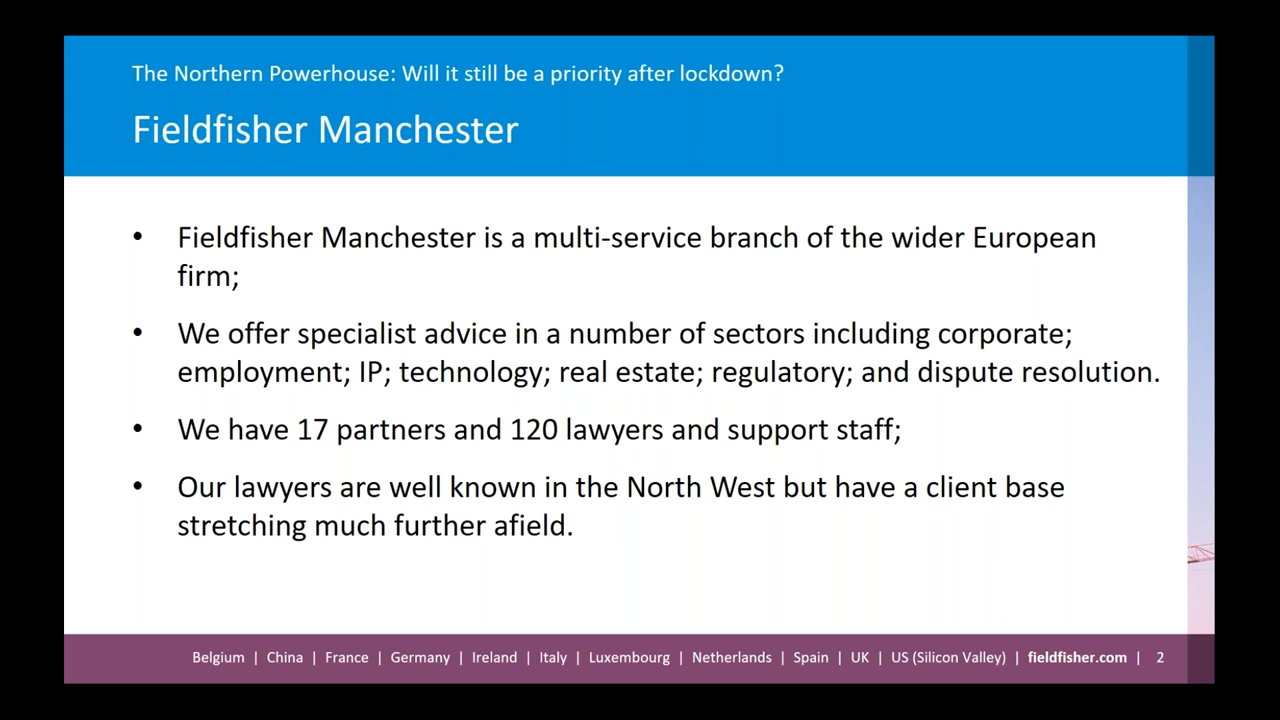 The Northern Powerhouse: Will it still be a priority after lockdown?
Fieldfisher Manchester
• Fieldfisher Manchester is a multi-service branch of the wider European
firm;
• We offer specialist advice in a number of sectors including corporate;
employment; IP; technology; real estate; regulatory; and dispute resolution.
• We have 17 partners and 120 lawyers and support staff;
• Our lawyers are well known in the North West but have a client base
stretching much further afield.
Belgium | China | France | Germany | Ireland | Italy | Luxembourg | Netherlands | Spain | UK | US (Silicon Valley) | fieldfisher.com | 2